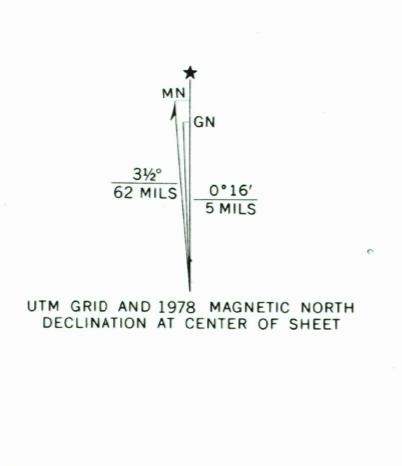 MN
GN
3½°
62 MILS
0°16′
5 MILS
UTM GRID AND 1978 MAGNETIC NORTH
DECLINATION AT CENTER OF SHEET